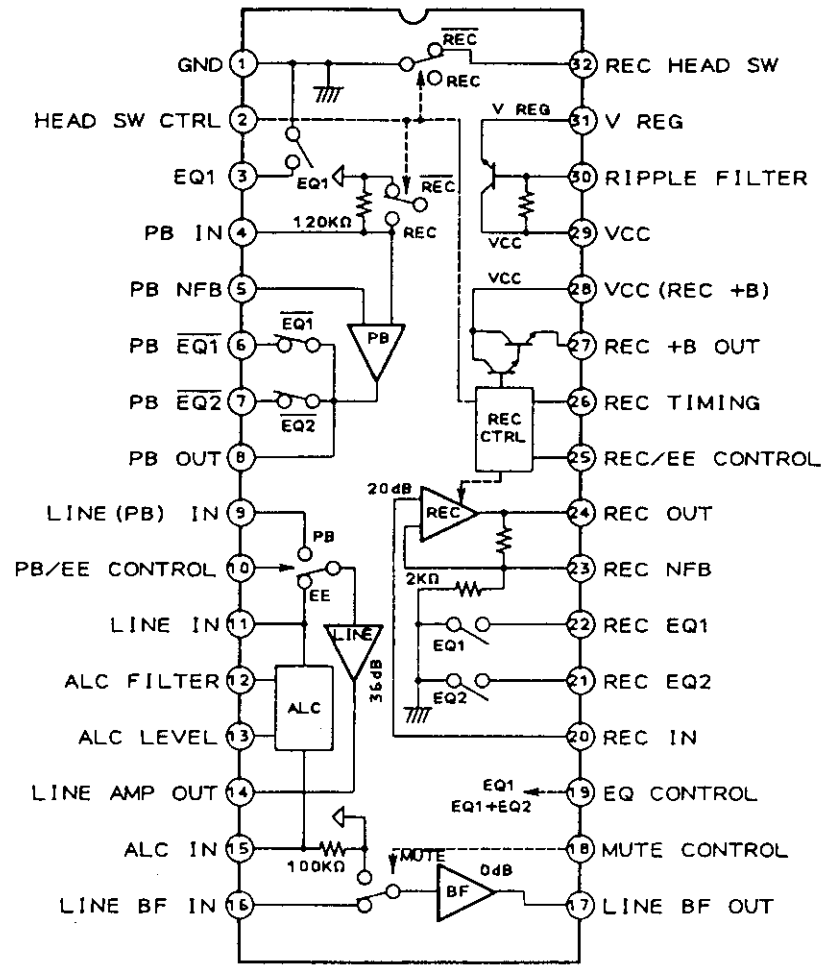 GND 1
HEAD SW CTRL 2
EQ1 3
PB IN 4
PB NFB 5
PB EQ1 6
PB EQ2 7
PB OUT 8
LINE(PB) IN 9
PB/EE CONTROL 10
LINE IN 11
ALC FILTER 12
ALC LEVEL 13
LINE AMP OUT 14
ALC IN 15
LINE BF IN 16
REC
REC
EQ1
REC
120KΩ
REC
EQ1
PB
EQ2
PB
EE
LINE
36dB
ALC
100KΩ
MUTE
BF
0dB
V REG
VCC
VCC
REC
CTRL
20dB
REC
2KΩ
EQ1
EQ2
EQ1
EQ1+EQ2
32 REC HEAD SW
31 V REG
30 RIPPLE FILTER
29 VCC
28 VCC(REC +B)
27 REC +B OUT
26 REC TIMING
25 REC/EE CONTROL
24 REC OUT
23 REC NFB
22 REC EQ1
21 REC EQ2
20 REC IN
19 EQ CONTROL
18 MUTE CONTROL
17 LINE BF OUT